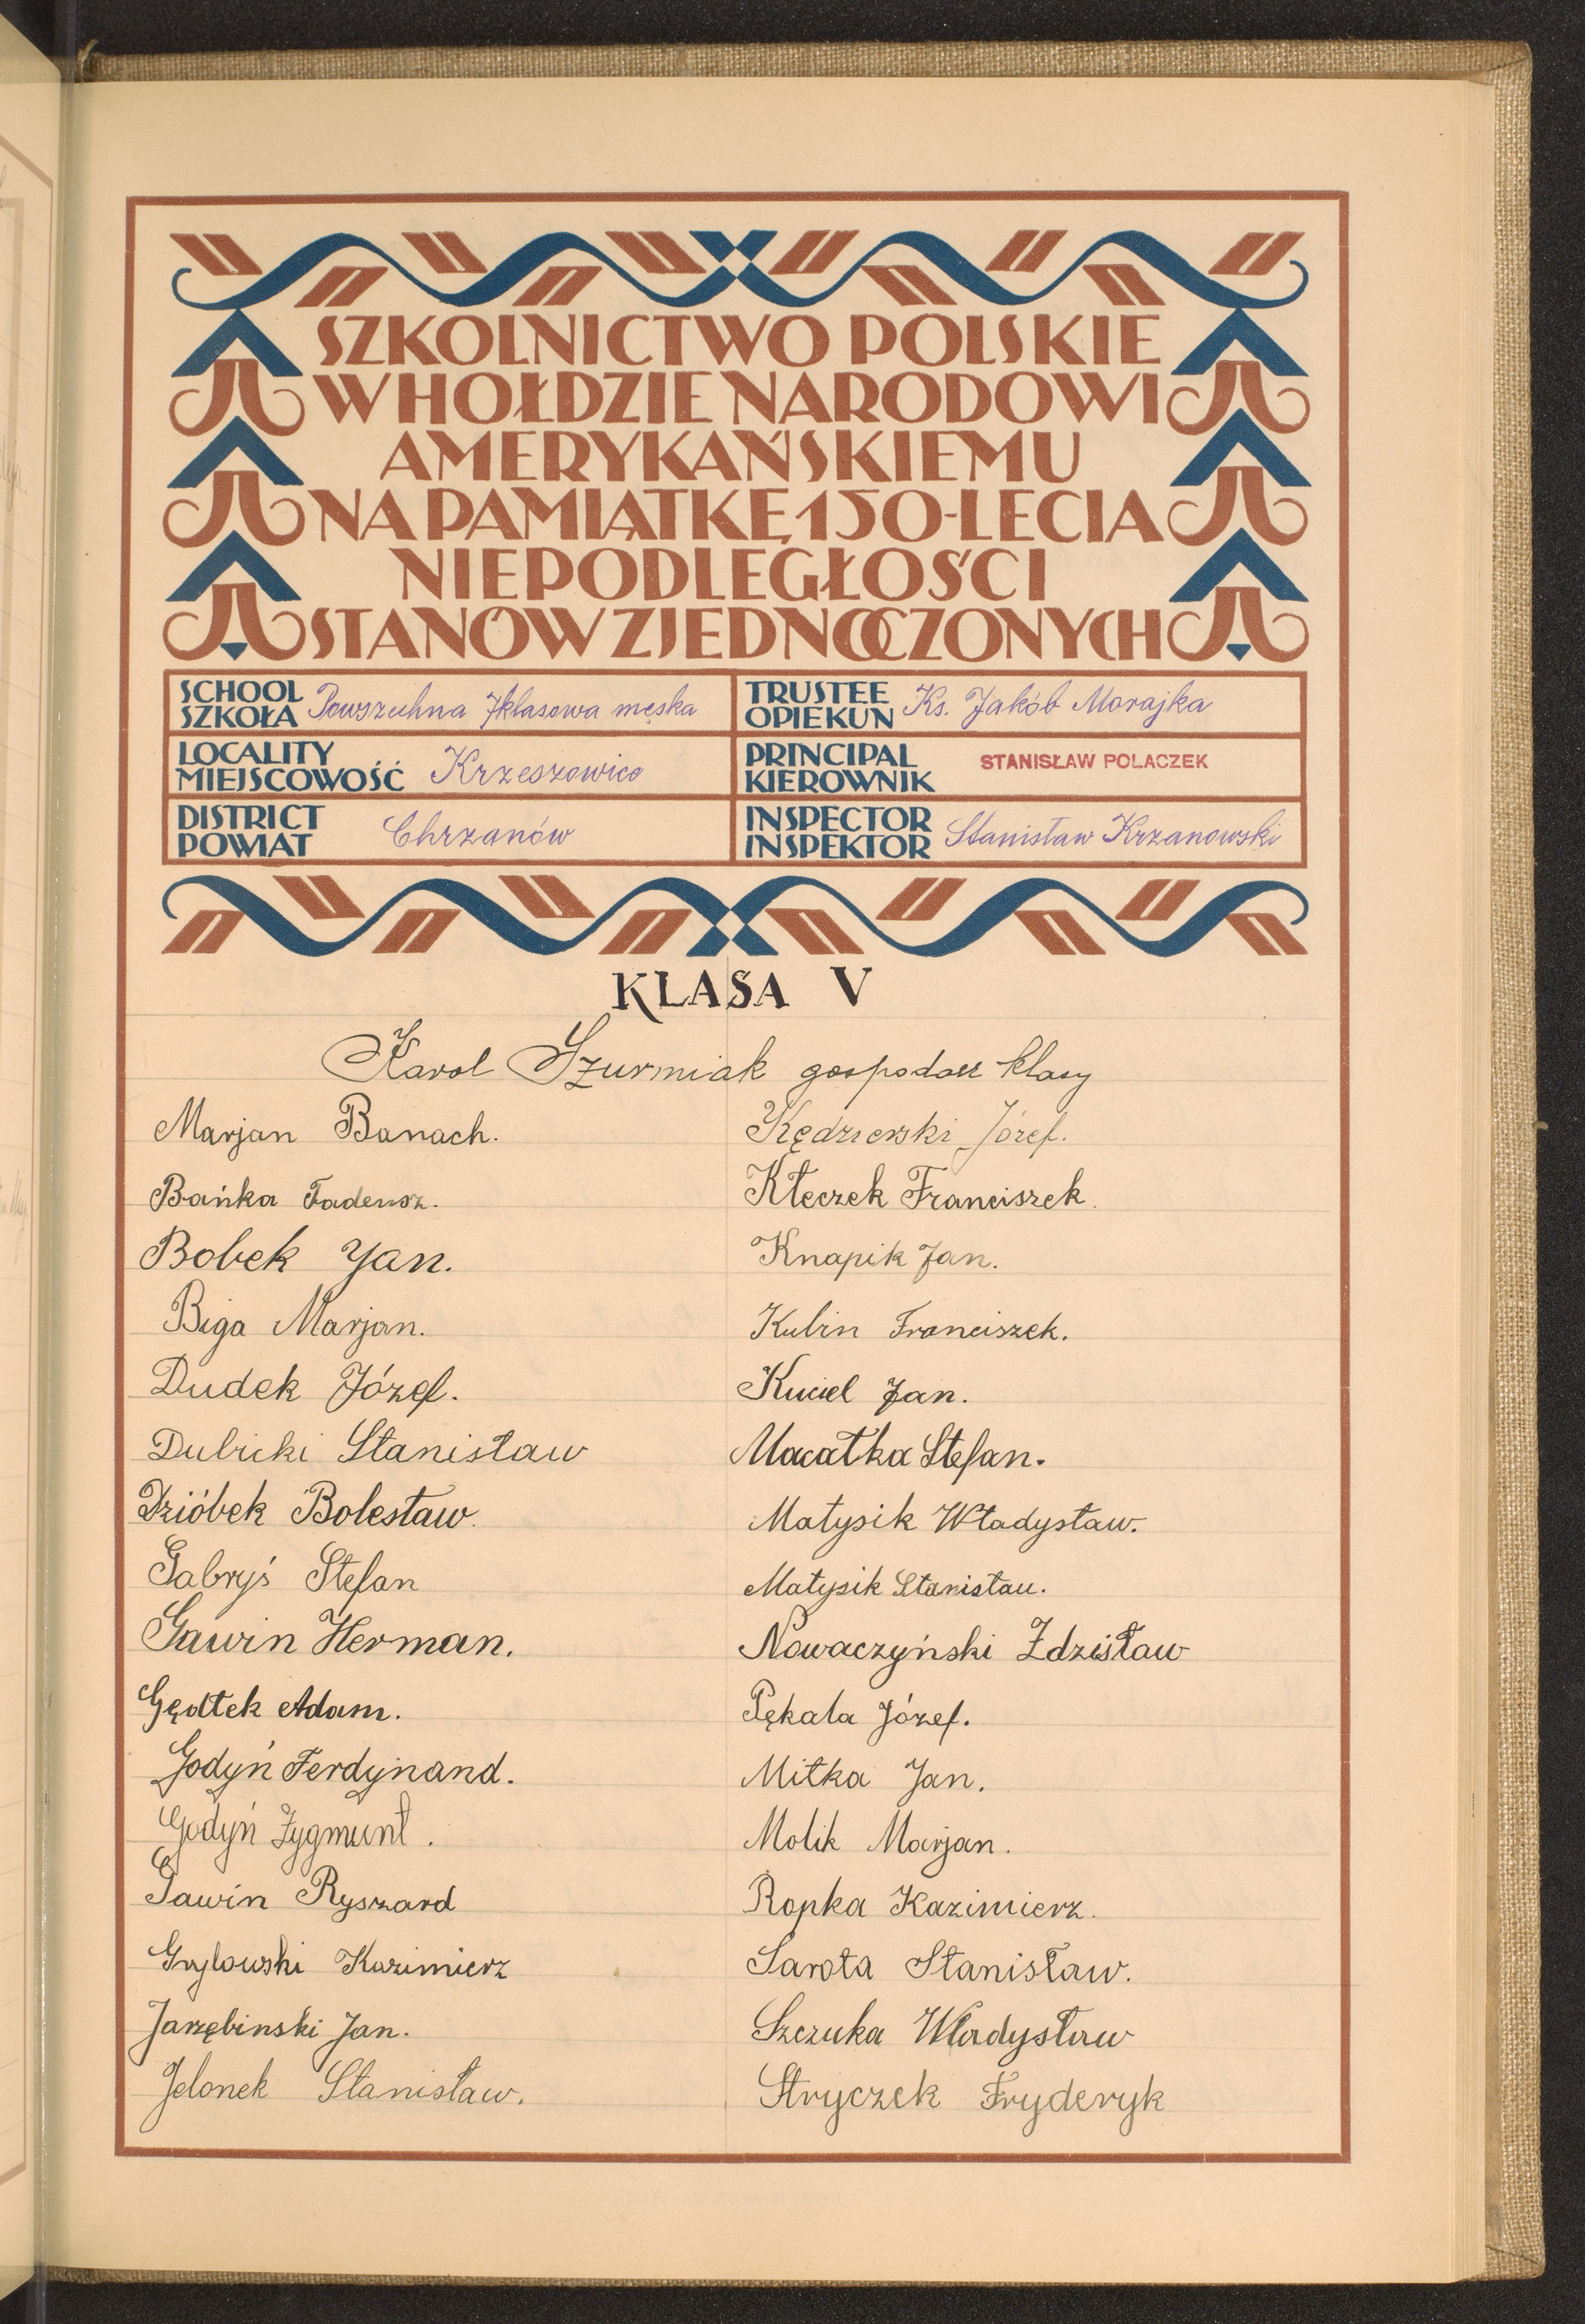 SZKOLNICTWO POLSKIE
W HOŁDZIE NARODOWI
AMERYKAŃSKIEMU
NA PAMIĄTKĘ 150-LECIA
NIEPODLEGŁOŚCI
STANÓW ZJEDNOCZONYCH
SCHOOL
SZKOŁA Powszechna 7klasowa męska
TRUSTEE
OPIEKUN Ks. Jakób Morajka
LOCALITY
MIEJSCOWOŚĆ Krzeszowice
PRINCIPAL
KIEROWNIK STANISŁAW POLACZEK
DISTRICT
POWIAT Chrzanów
INSPECTOR
INSPEKTOR Stanisław Krzanowski
KLASA V
Karol Szurmiak gospodarz klasy
Marjan Banach.
Bańka Tadeusz.
Bobek Jan.
Biga Marjan.
Dudek Józef.
Dubicki Stanisław
Dzióbek Bolesław.
Gabryś Stefan
Gawin Herman.
Gędłek Adam.
Godyń Ferdynand.
Godyń Zygmunt.
Gawin Ryszard
Grylowski Kazimierz
Jarzębinski Jan.
Jelonek Stanisław.
Kędzierski Józef.
Kłeczek Franciszek.
Knapik Jan.
Kubin Franciszek.
Kuciel Jan.
Macałka Stefan.
Matysik Władysław.
Matysik Stanisław.
Nowaczyński Zdzisław
Pękala Józef.
Mitka Jan.
Molik Marjan.
Ropka Kazimierz.
Sarota Stanisław.
Szczuka Władysław
Stryczek Fryderyk